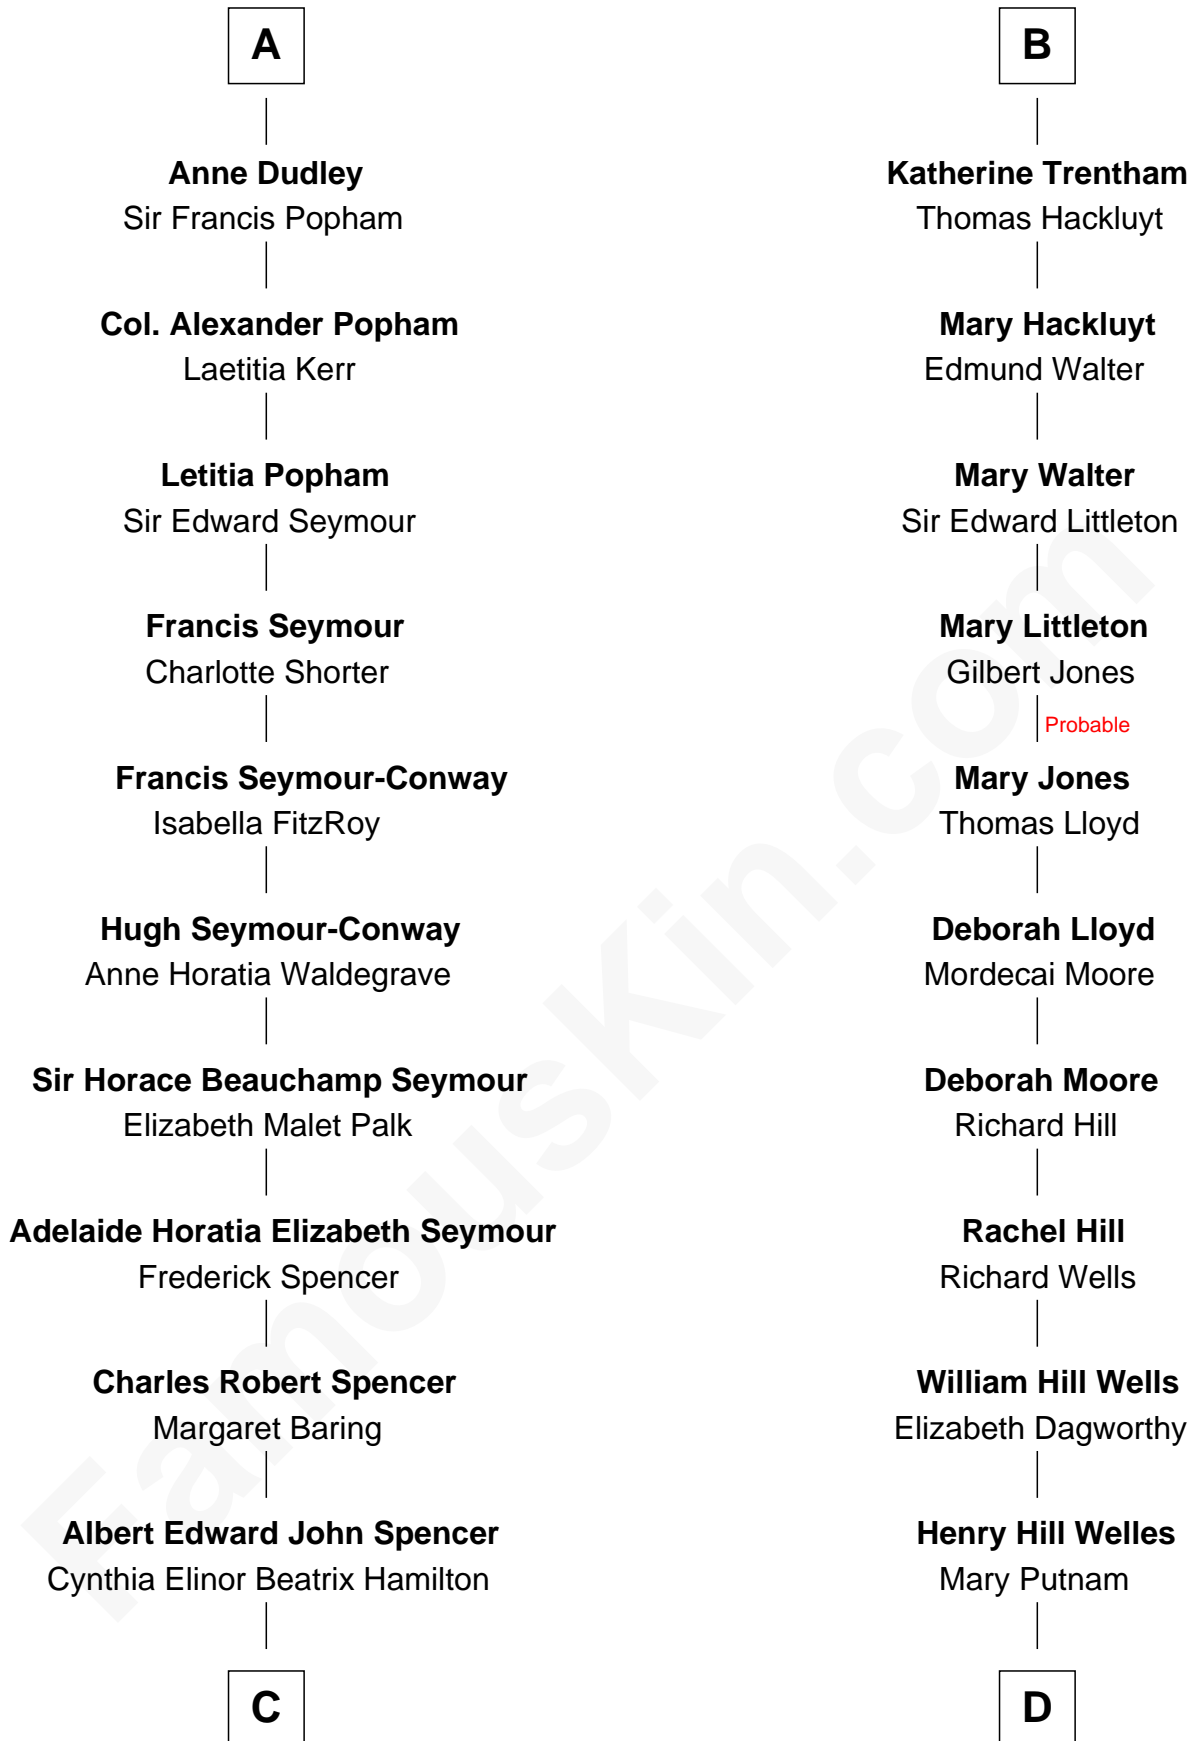 A
Anne Dudley
Sir Francis Popham
Col. Alexander Popham
Laetitia Kerr
Letitia Popham
Sir Edward Seymour
Francis Seymour
Charlotte Shorter
Francis Seymour-Conway
Isabella FitzRoy
Hugh Seymour-Conway
Anne Horatia Waldegrave
Sir Horace Beauchamp Seymour
Elizabeth Malet Palk
Adelaide Horatia Elizabeth Seymour
Frederick Spencer
Charles Robert Spencer
Margaret Baring
Albert Edward John Spencer
Cynthia Elinor Beatrix Hamilton
C
B
Katherine Trentham
Thomas Hackluyt
Mary Hackluyt
Edmund Walter
Mary Walter
Sir Edward Littleton
Mary Littleton
Gilbert Jones
Probable
Mary Jones
Thomas Lloyd
Deborah Lloyd
Mordecai Moore
Deborah Moore
Richard Hill
Rachel Hill
Richard Wells
William Hill Wells
Elizabeth Dagworthy
Henry Hill Welles
Mary Putnam
D
FamousKin.com